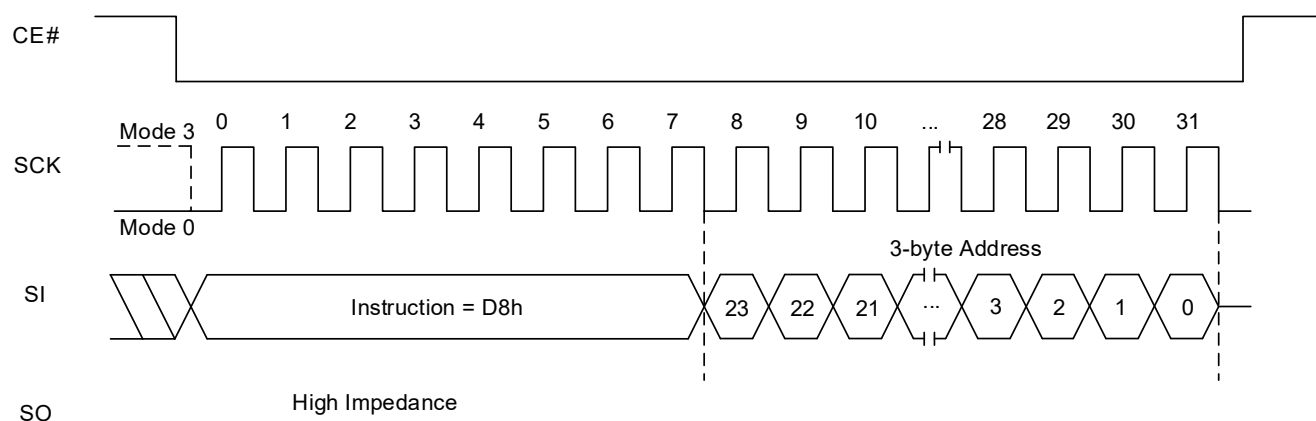 CE#
Mode 3 0 1 2 3 4 5 6 7 8 9 10 ... 28 29 30 31
SCK
Mode 0
3-byte Address
SI Instruction = D8h 23 22 21 ... 3 2 1 0
High Impedance
SO